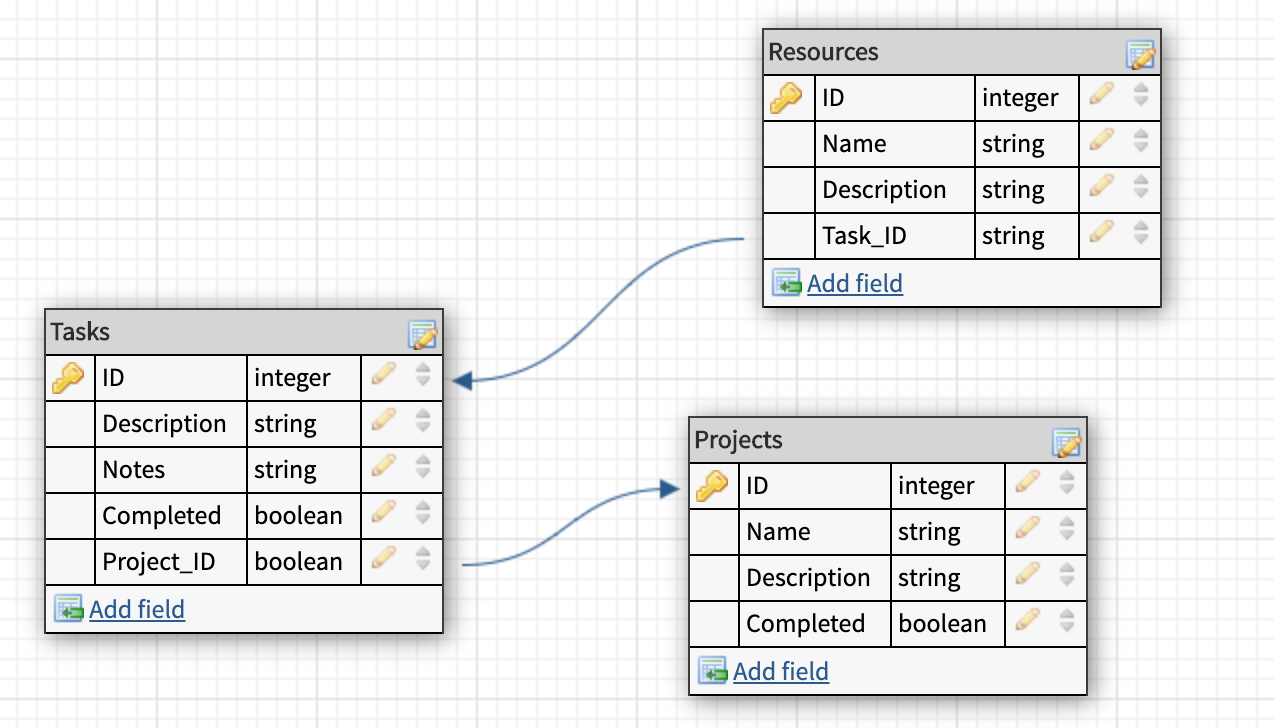 Resources
ID integer
Name string
Description string
Task_ID string
Add field
Tasks
ID integer
Description string
Notes string
Completed boolean
Project_ID boolean
Add field
Projects
ID integer
Name string
Description string
Completed boolean
Add field